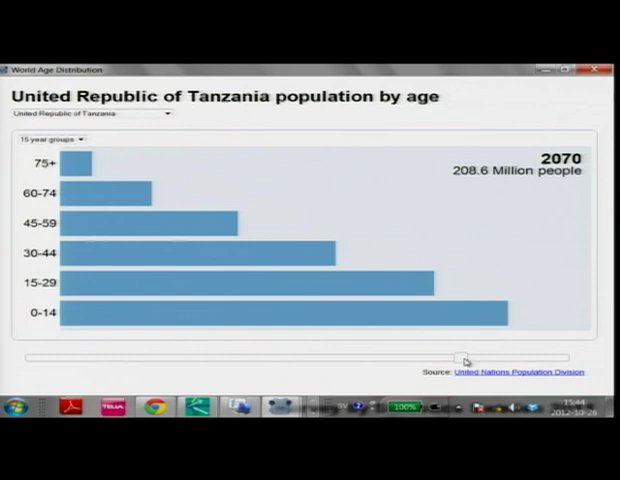 World Age Distribution
United Republic of Tanzania population by age
United Republic of Tanzania
15 year groups
2070
208.6 Million people
75+
60-74
45-59
30-44
15-29
0-14
Source: United Nations Population Division
TELIA
SV
100%
15:44
2012-10-26